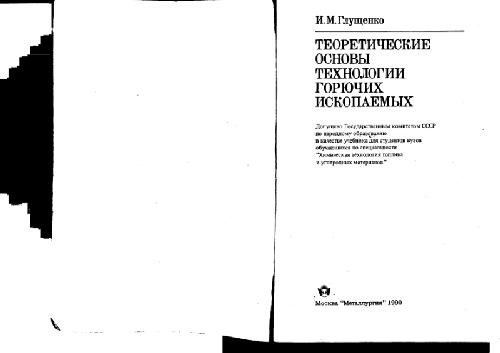 И.М.Глущенко
ТЕОРЕТИЧЕСКИЕ
ОСНОВЫ
ТЕХНОЛОГИИ
ГОРЮЧИХ
ИСКОПАЕМЫХ
Допущено Государственным комитетом СССР
по народному образованию
в качестве учебника для студентов вузов
обучающихся по специальности
"Химическая технология топлива
и углеродных материалов"
Москва "Металлургия" 1990